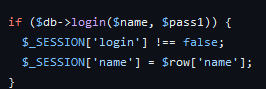 if ($db->login($name, $pass1)) {
$_SESSION['login'] !== false;
$_SESSION['name'] = $row['name'];
}